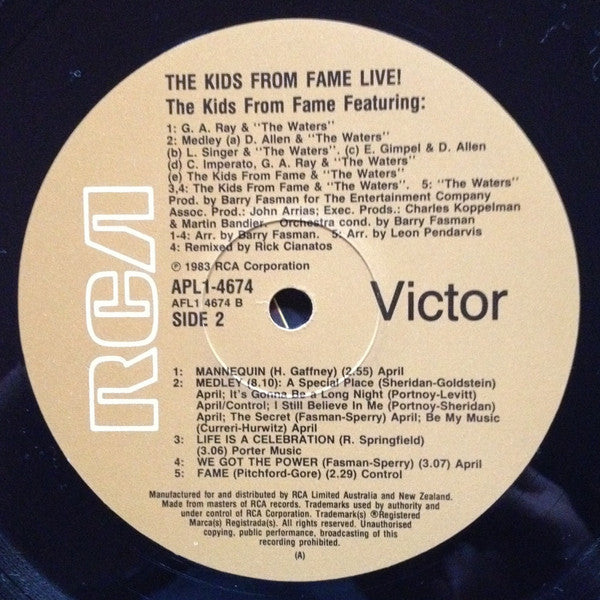 THE KIDS FROM FAME LIVE!
The Kids From Fame Featuring:
1: G. A. Ray & "The Waters"
2: Medley (a) D. Allen & "The Waters"
(b) L. Singer & "The Waters". (c) E. Gimpel & D. Allen
(d) C. Imperato, G. A. Ray & "The Waters"
(e) The Kids From Fame & "The Waters"
3,4: The Kids From Fame & "The Waters". 5: "The Waters"
Prod. by Barry Fasman for The Entertainment Company
Assoc. Prod.: John Arrias; Exec. Prods.: Charles Koppelman
& Martin Bandier. Orchestra cond. by Barry Fasman
1-4: Arr. by Barry Fasman. 5: Arr. by Leon Pendarvis
4: Remixed by Rick Cianatos
℗ 1983 RCA Corporation
APL1-4674
AFL1 4674 B
SIDE 2
RCA
Victor
1: MANNEQUIN (H. Gaffney) (2.55) April
2: MEDLEY (8.10): A Special Place (Sheridan-Goldstein)
April; It's Gonna Be a Long Night (Portnoy-Levitt)
April/Control; I Still Believe In Me (Portnoy-Sheridan)
April; The Secret (Fasman-Sperry) April; Be My Music
(Curreri-Hurwitz) April
3: LIFE IS A CELEBRATION (R. Springfield)
(3.06) Porter Music
4: WE GOT THE POWER (Fasman-Sperry) (3.07) April
5: FAME (Pitchford-Gore) (2.29) Control
Manufactured for and distributed by RCA Limited Australia and New Zealand.
Made from masters of RCA records. Trademarks used by authority and
under control of RCA Corporation. Trademark(s) ®Registered
Marca(s) Registrada(s). All rights reserved. Unauthorised
copying, public performance, broadcasting of this
recording prohibited.
(A)